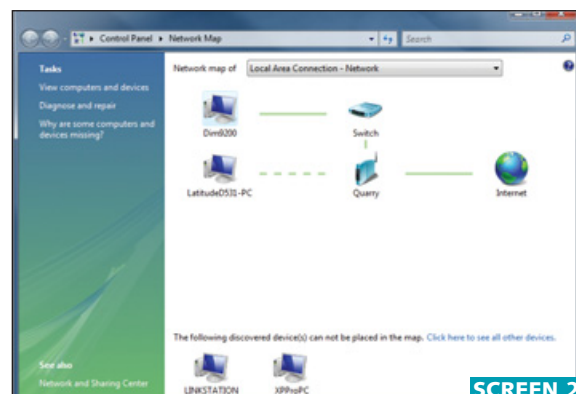 Control Panel Network Map Search
Tasks
View computers and devices
Diagnose and repair
Why are some computers and
devices missing?
Network map of Local Area Connection - Network
Dim9200 Switch
LatitudeD531-PC Quarry Internet
The following discovered device(s) can not be placed in the map. Click here to see all other devices.
See also
Network and Sharing Center
LINKSTATION XPProPC
SCREEN 2